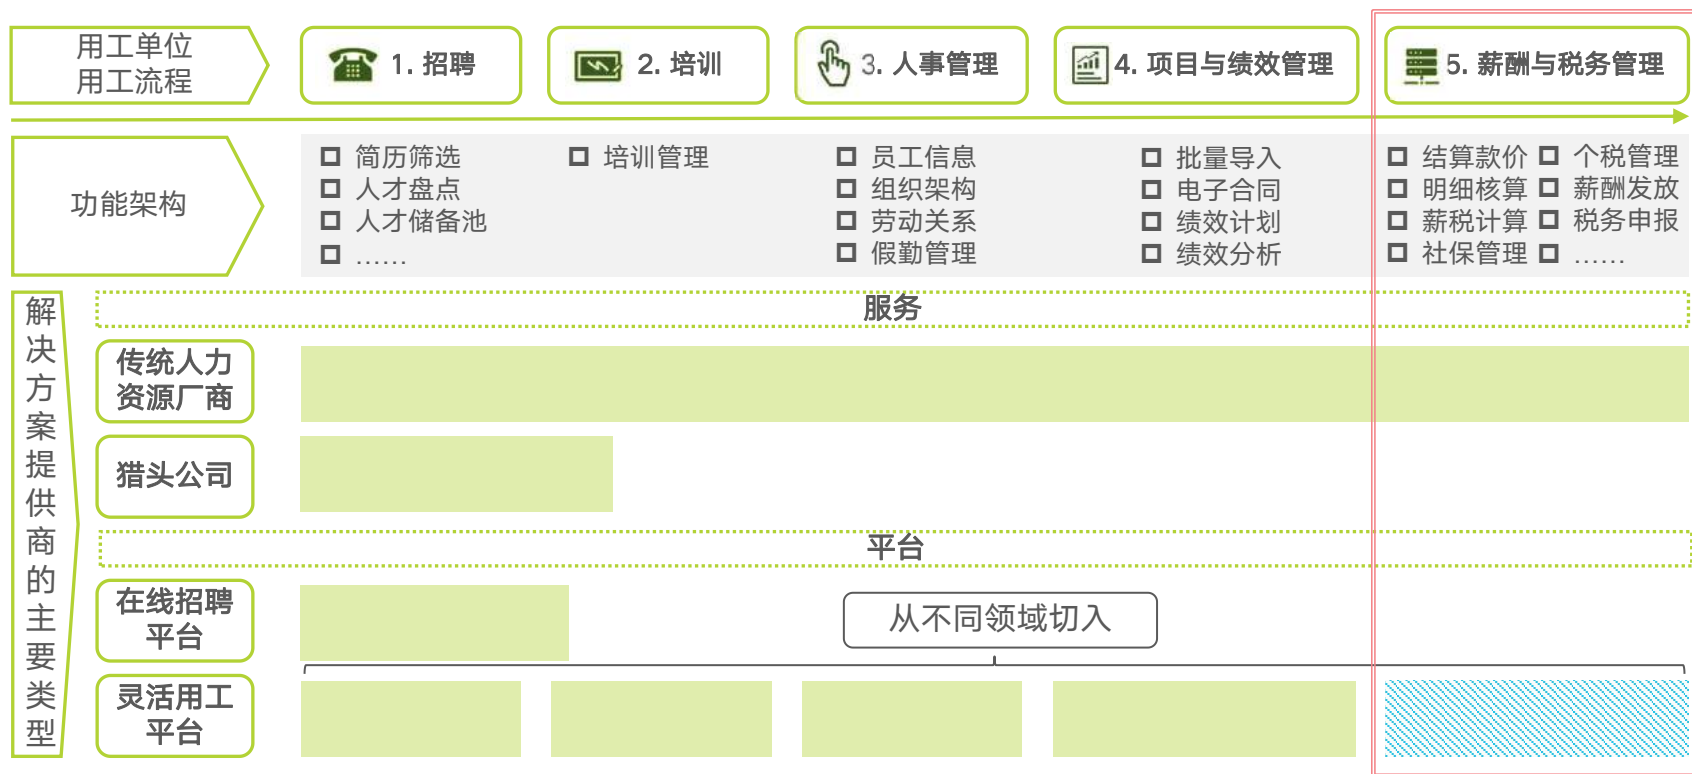 用工单位
用工流程
1. 招聘
2. 培训
3. 人事管理
4. 项目与绩效管理
5. 薪酬与税务管理
功能架构
简历筛选
人才盘点
人才储备池
……
培训管理
员工信息
组织架构
劳动关系
假勤管理
批量导入
电子合同
绩效计划
绩效分析
结算款价
明细核算
薪税计算
社保管理
个税管理
薪酬发放
税务申报
……
解决方案提供商的主要类型
服务
传统人力
资源厂商
猎头公司
平台
在线招聘
平台
从不同领域切入
灵活用工
平台